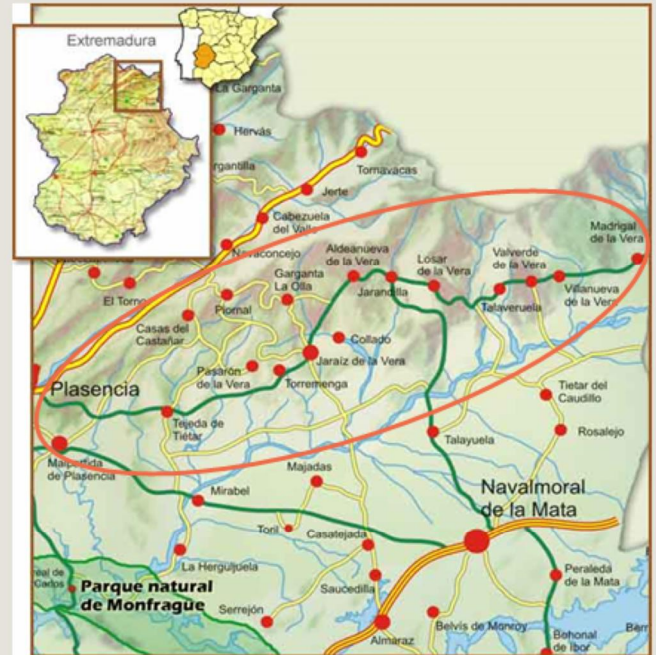 Extremadura
La Garganta
Hervás
rgantilla
Tornavacas
Jerte
Cabezuela
del Valle
Navaconcejo
El Torno
Madrigal
de la Vera
Aldeanueva
de la Vera
Losar
de la Vera
Valverde
de la Vera
Garganta
La Olla
Jarandilla
Talaveruela
Villanueva
de la Vera
Piornal
Casas del
Castañar
Collado
Jaraíz de la Vera
Pasarón
de la Vera
Torremenga
Plasencia
Tejeda de
Tiétar
Tietar del
Caudillo
Rosalejo
Talayuela
Malpartida
de Plasencia
Majadas
Mirabel
Navalmoral
de la Mata
Toril
Casatejada
La Herguijuela
Peraleda
de la Mata
Parque natural
de Monfragüe
Saucedilla
Serrejón
Belvís de Monroy
Almaraz
Bohonal
de Ibor